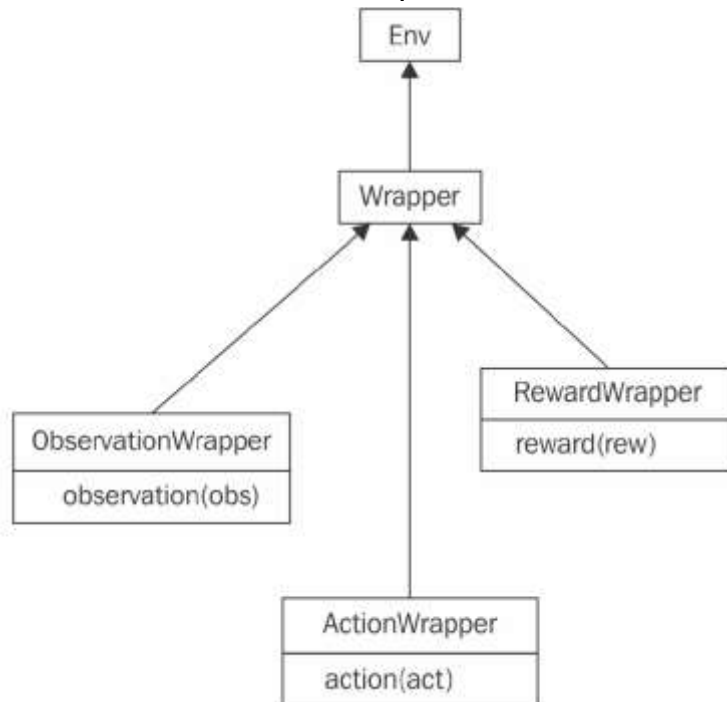 Env
Wrapper
RewardWrapper
reward(rew)
ObservationWrapper
observation(obs)
ActionWrapper
action(act)